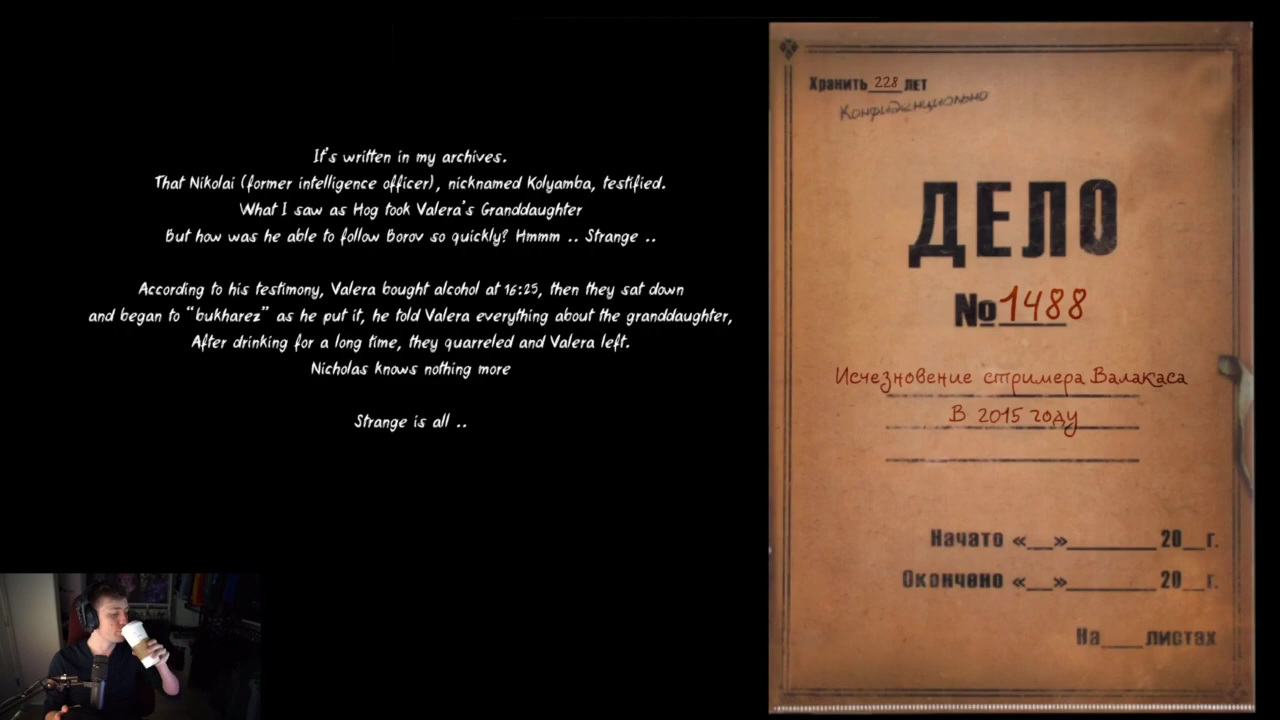 It's written in my archives.
That Nikolai (former intelligence officer), nicknamed Kolyamba, testified.
What I saw as Hog took Valera's Granddaughter
But how was he able to follow Borov so quickly? Hmmm .. Strange ..
According to his testimony, Valera bought alcohol at 16:25, then they sat down
and began to "bukharez" as he put it, he told Valera everything about the granddaughter,
After drinking for a long time, they quarreled and Valera left.
Nicholas knows nothing more
Strange is all ..
Хранить 228 лет
Конфиденциально
ДЕЛО
№1488
Исчезновение стримера Валакаса
В 2015 году
Начато «__»________ 20__г.
Окончено «__»________ 20__г.
На____листах